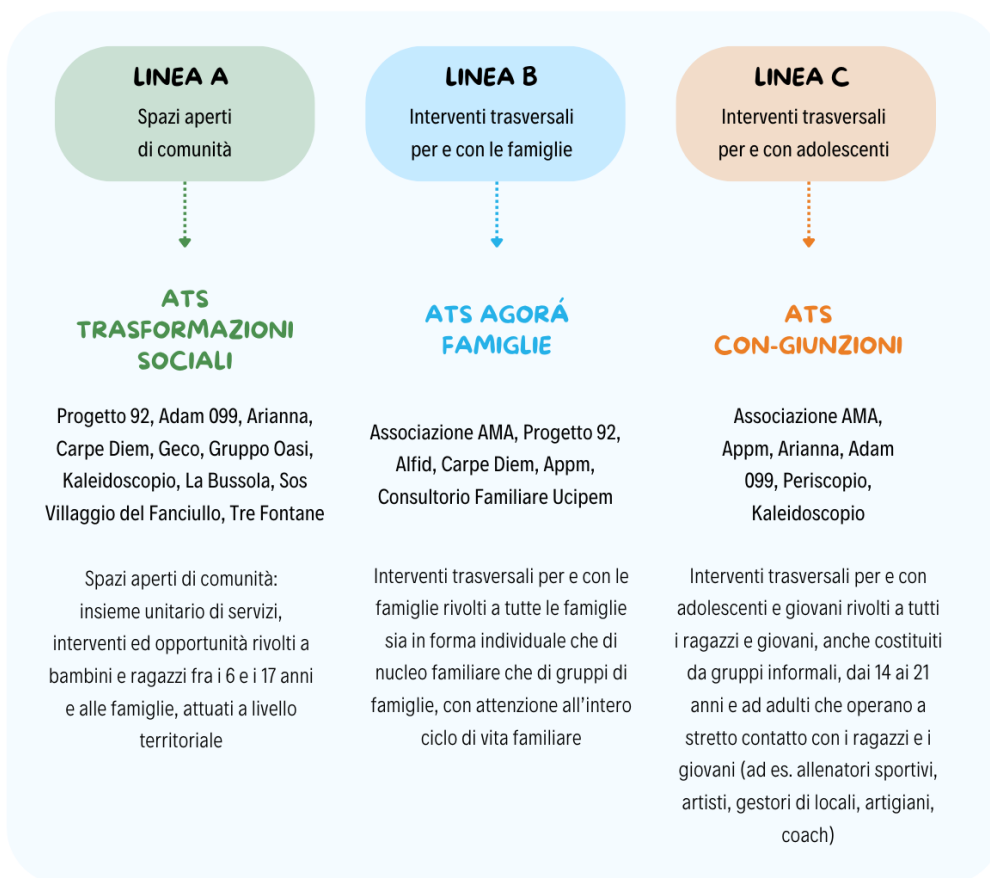 LINEA A
Spazi aperti
di comunità
LINEA B
Interventi trasversali
per e con le famiglie
LINEA C
Interventi trasversali
per e con adolescenti
ATS
TRASFORMAZIONI
SOCIALI
ATS AGORÁ
FAMIGLIE
ATS
CON-GIUNZIONI
Progetto 92, Adam 099, Arianna,
Carpe Diem, Geco, Gruppo Oasi,
Kaleidoscopio, La Bussola, Sos
Villaggio del Fanciullo, Tre Fontane
Associazione AMA, Progetto 92,
Alfid, Carpe Diem, Appm,
Consultorio Familiare Ucipem
Associazione AMA,
Appm, Arianna, Adam
099, Periscopio,
Kaleidoscopio
Spazi aperti di comunità:
insieme unitario di servizi,
interventi ed opportunità rivolti a
bambini e ragazzi fra i 6 e i 17 anni
e alle famiglie, attuati a livello
territoriale
Interventi trasversali per e con le
famiglie rivolti a tutte le famiglie
sia in forma individuale che di
nucleo familiare che di gruppi di
famiglie, con attenzione all’intero
ciclo di vita familiare
Interventi trasversali per e con
adolescenti e giovani rivolti a tutti
i ragazzi e giovani, anche costituiti
da gruppi informali, dai 14 ai 21
anni e ad adulti che operano a
stretto contatto con i ragazzi e i
giovani (ad es. allenatori sportivi,
artisti, gestori di locali, artigiani,
coach)